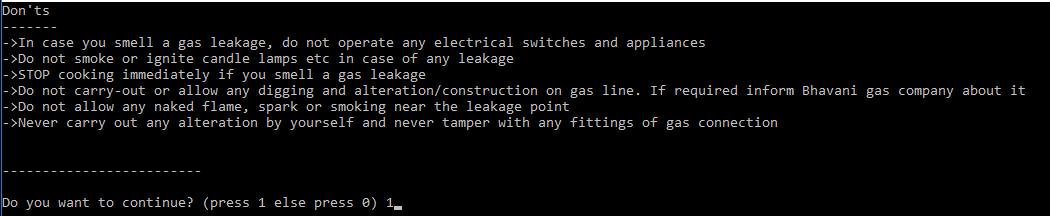 Don'ts
-------
->In case you smell a gas leakage, do not operate any electrical switches and appliances
->Do not smoke or ignite candle lamps etc in case of any leakage
->STOP cooking immediately if you smell a gas leakage
->Do not carry-out or allow any digging and alteration/construction on gas line. If required inform Bhavani gas company about it
->Do not allow any naked flame, spark or smoking near the leakage point
->Never carry out any alteration by yourself and never tamper with any fittings of gas connection
-------------------------
Do you want to continue? (press 1 else press 0) 1